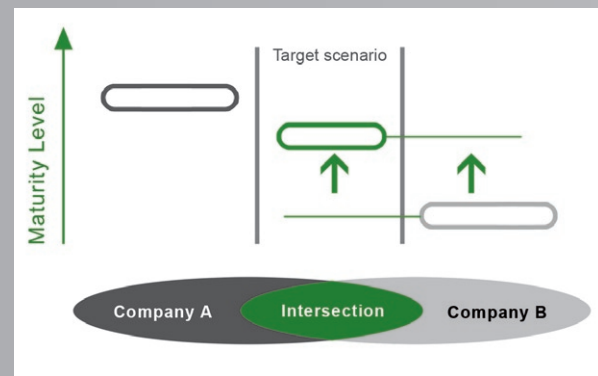 Target scenario
Maturity Level
Company A
Intersection
Company B